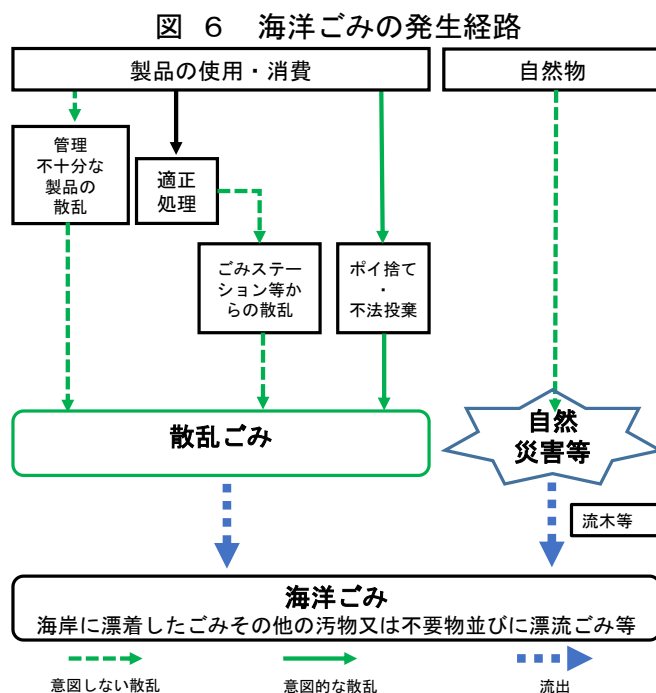 図 6 海洋ごみの発生経路
製品の使用・消費
自然物
管理
不十分な
製品の
散乱
適正
処理
ごみステー
ション等か
らの散乱
ポイ捨て
・
不法投棄
散乱ごみ
自然
災害等
流木等
海洋ごみ
海岸に漂着したごみその他の汚物又は不要物並びに漂流ごみ等
意図しない散乱
意図的な散乱
流出